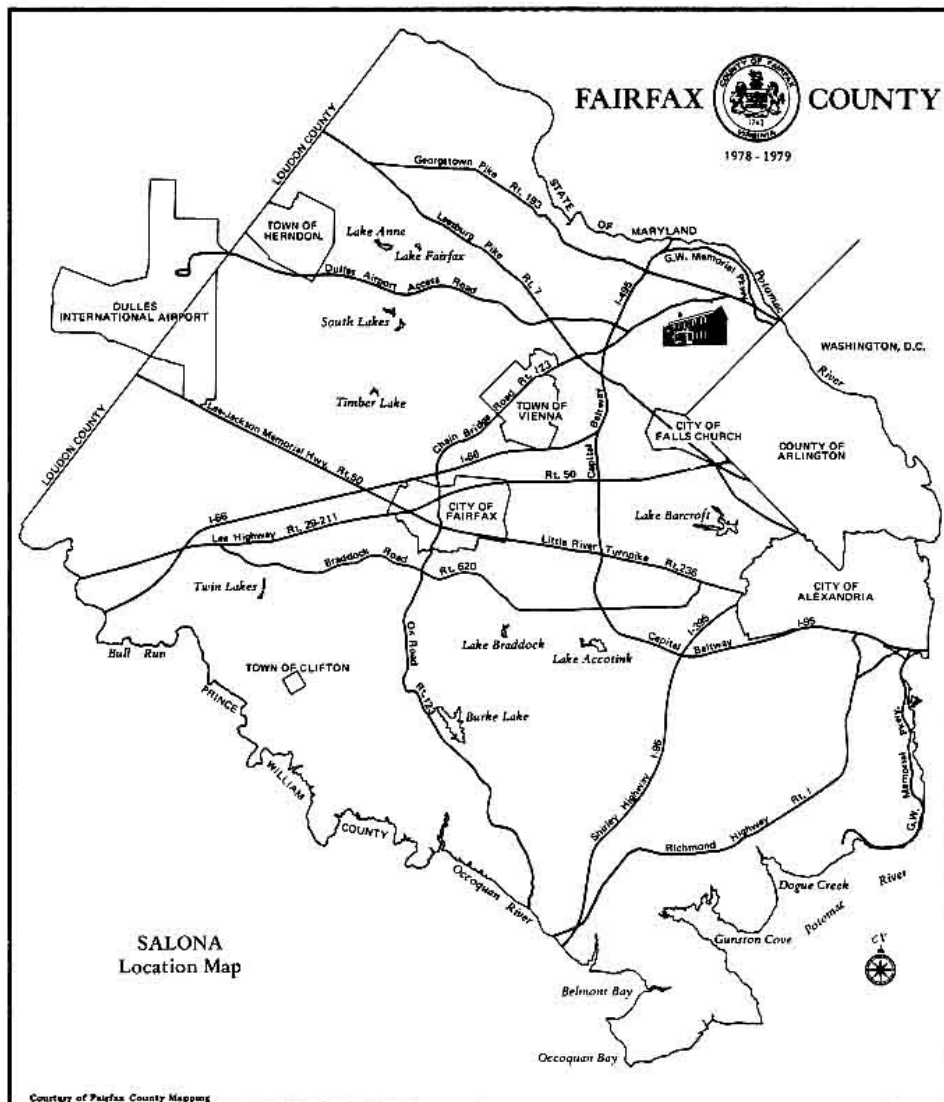 FAIRFAX COUNTY
COUNTY OF FAIRFAX
1742
VIRGINIA
1978 - 1979
LOUDON COUNTY
Georgetown Pike Rt. 193
STATE OF MARYLAND
TOWN OF
HERNDON
Lake Anne
Lake Fairfax
Leesburg Pike Rt. 7
G.W. Memorial Pkwy.
Potomac River
I-495
Dulles Airport Access Road
DULLES
INTERNATIONAL AIRPORT
South Lakes
WASHINGTON, D.C.
Timber Lake
Chain Bridge Road Rt. 123
TOWN OF
VIENNA
Capital Beltway
CITY OF
FALLS CHURCH
COUNTY OF
ARLINGTON
LOUDON COUNTY
Lee-Jackson Memorial Hwy. Rt. 50
I-66
Rt. 50
CITY OF
FAIRFAX
Lake Barcroft
I-66
Lee Highway Rt. 29-211
Little River Turnpike Rt. 236
Braddock Road Rt. 620
Twin Lakes
CITY OF
ALEXANDRIA
Ox Road Rt. 123
I-395
Capital Beltway I-95
Lake Braddock
Lake Accotink
Bull Run
TOWN OF CLIFTON
Burke Lake
PRINCE WILLIAM COUNTY
Shirley Highway I-95
G.W. Memorial Pkwy.
Richmond Highway Rt. 1
Occoquan River
Dogue Creek
Potomac River
Gunston Cove
SALONA
Location Map
Belmont Bay
Occoquan Bay
Courtesy of Fairfax County Mapping